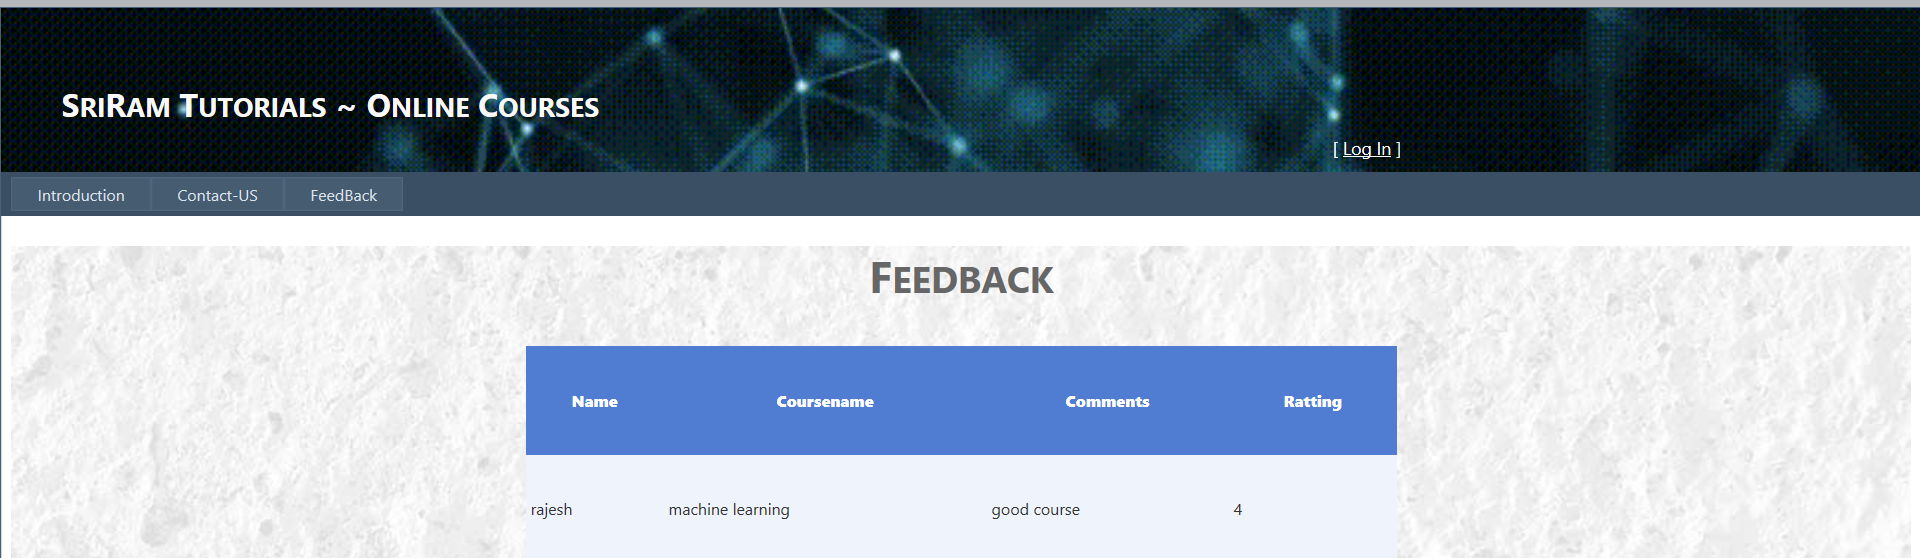 SriRam Tutorials ~ Online Courses
[ Log In ]
Introduction Contact-US FeedBack
Feedback
Name Coursename Comments Ratting
rajesh machine learning good course 4